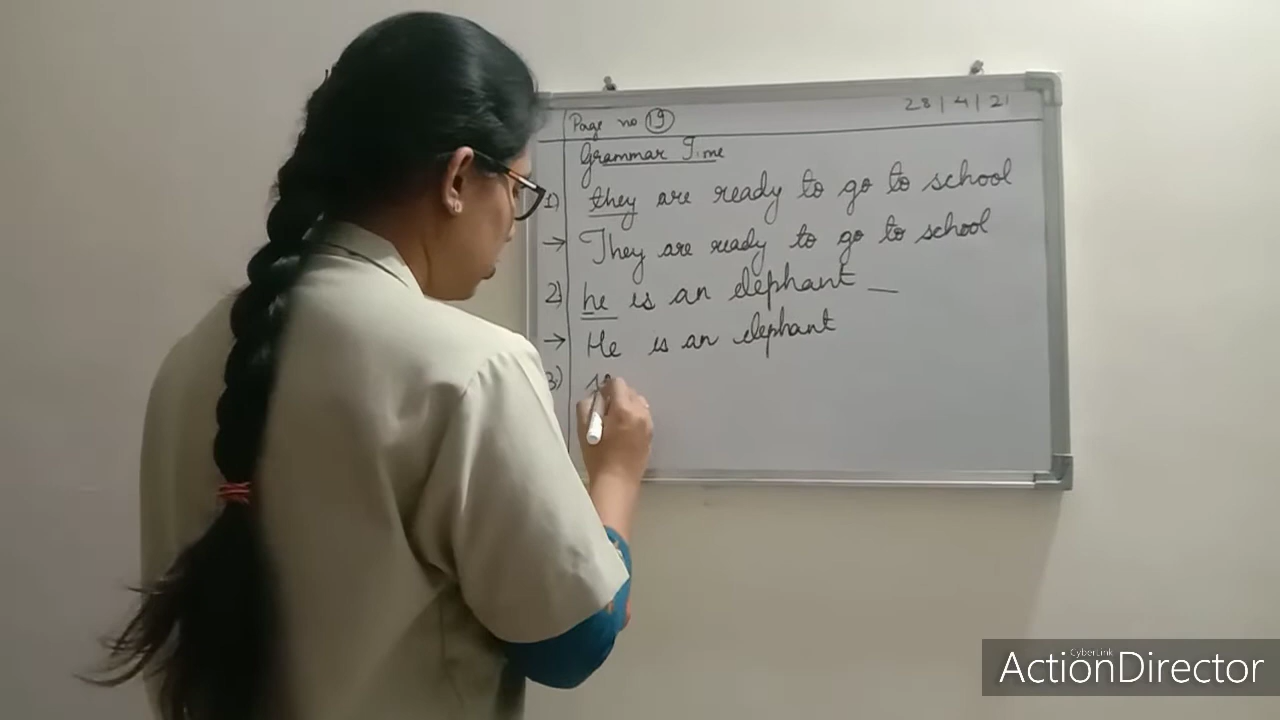 Page no 19
28/4/21
Grammar Time
1) they are ready to go to school
→ They are ready to go to school
2) he is an elephant _
→ He is an elephant
3)
CyberLink
ActionDirector